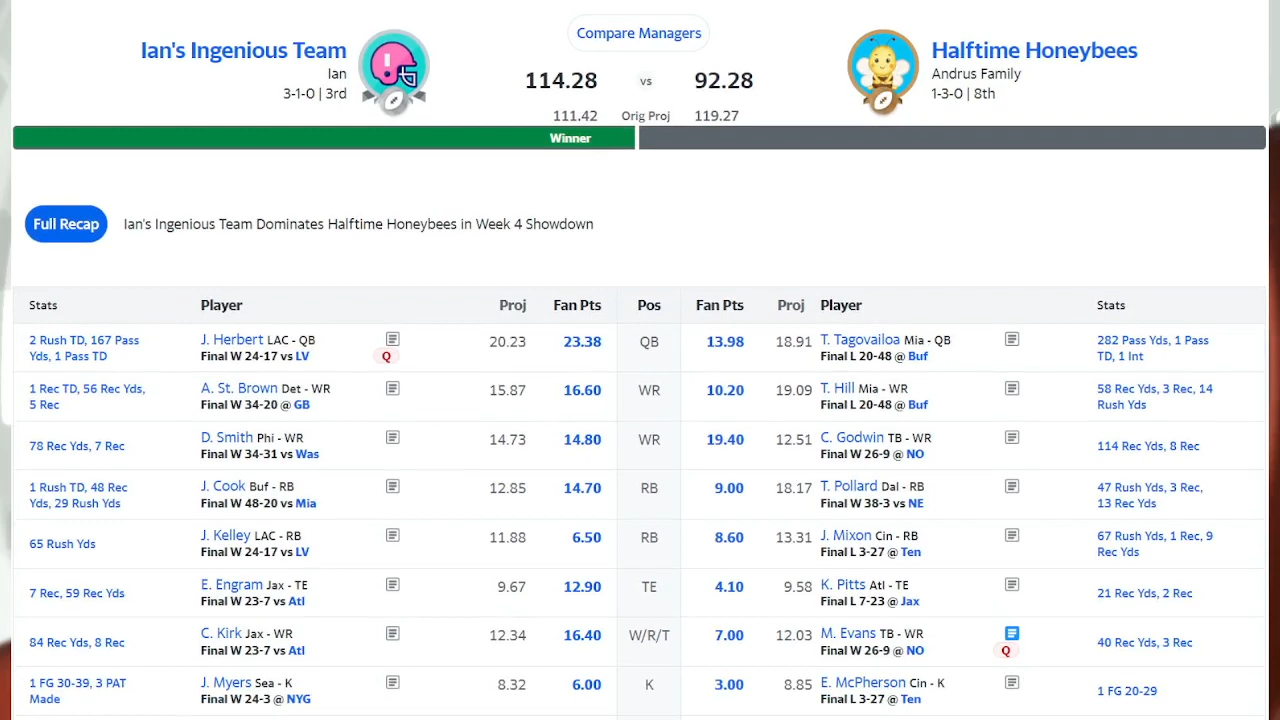 Compare Managers
Ian's Ingenious Team
Ian
3-1-0 | 3rd
114.28 vs 92.28
111.42 Orig Proj 119.27
Halftime Honeybees
Andrus Family
1-3-0 | 8th
Winner
Full Recap Ian's Ingenious Team Dominates Halftime Honeybees in Week 4 Showdown
Stats Player Proj Fan Pts Pos Fan Pts Proj Player Stats
2 Rush TD, 167 Pass J. Herbert LAC - QB 20.23 23.38 QB 13.98 18.91 T. Tagovailoa Mia - QB 282 Pass Yds, 1 Pass
Yds, 1 Pass TD Final W 24-17 vs LV Q Final L 20-48 @ Buf TD, 1 Int
1 Rec TD, 56 Rec Yds, A. St. Brown Det - WR 15.87 16.60 WR 10.20 19.09 T. Hill Mia - WR 58 Rec Yds, 3 Rec, 14
5 Rec Final W 34-20 @ GB Final L 20-48 @ Buf Rush Yds
78 Rec Yds, 7 Rec D. Smith Phi - WR 14.73 14.80 WR 19.40 12.51 C. Godwin TB - WR 114 Rec Yds, 8 Rec
Final W 34-31 vs Was Final W 26-9 @ NO
1 Rush TD, 48 Rec J. Cook Buf - RB 12.85 14.70 RB 9.00 18.17 T. Pollard Dal - RB 47 Rush Yds, 3 Rec,
Yds, 29 Rush Yds Final W 48-20 vs Mia Final W 38-3 vs NE 13 Rec Yds
65 Rush Yds J. Kelley LAC - RB 11.88 6.50 RB 8.60 13.31 J. Mixon Cin - RB 67 Rush Yds, 1 Rec, 9
Final W 24-17 vs LV Final L 3-27 @ Ten Rec Yds
7 Rec, 59 Rec Yds E. Engram Jax - TE 9.67 12.90 TE 4.10 9.58 K. Pitts Atl - TE 21 Rec Yds, 2 Rec
Final W 23-7 vs Atl Final L 7-23 @ Jax
84 Rec Yds, 8 Rec C. Kirk Jax - WR 12.34 16.40 W/R/T 7.00 12.03 M. Evans TB - WR 40 Rec Yds, 3 Rec
Final W 23-7 vs Atl Final W 26-9 @ NO Q
1 FG 30-39, 3 PAT J. Myers Sea - K 8.32 6.00 K 3.00 8.85 E. McPherson Cin - K 1 FG 20-29
Made Final W 24-3 @ NYG Final L 3-27 @ Ten